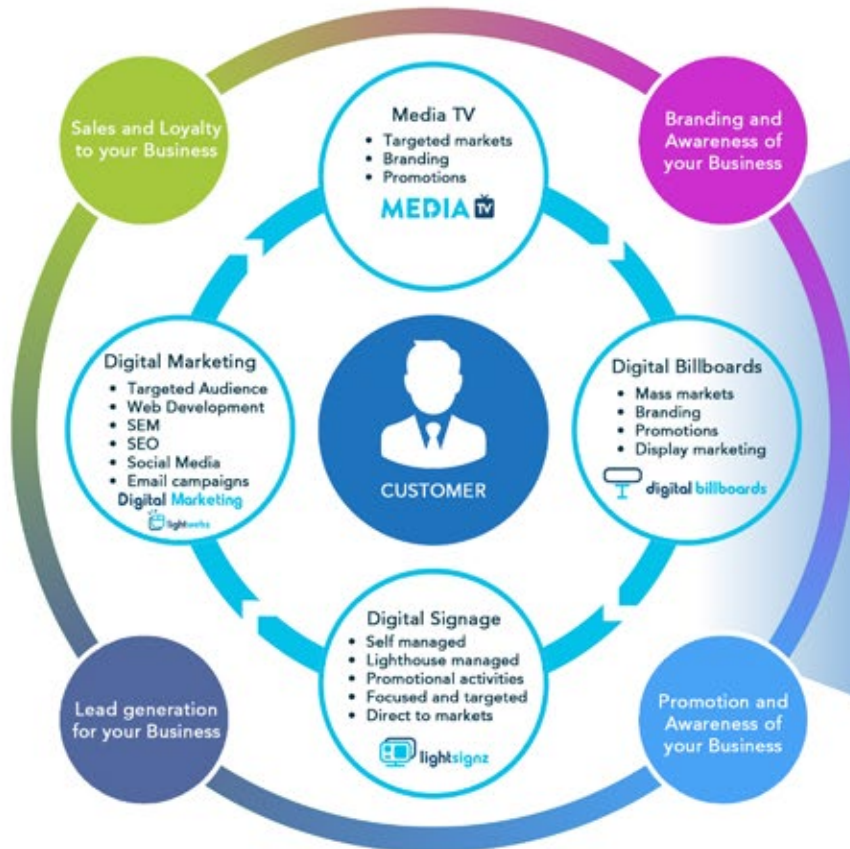 Sales and Loyalty
to your Business
Media TV
• Targeted markets
• Branding
• Promotions
MEDIA TV
Branding and
Awareness of
your Business
Digital Marketing
• Targeted Audience
• Web Development
• SEM
• SEO
• Social Media
• Email campaigns
Digital Marketing
lightwebz
CUSTOMER
Digital Billboards
• Mass markets
• Branding
• Promotions
• Display marketing
digital billboards
Lead generation
for your Business
Digital Signage
• Self managed
• Lighthouse managed
• Promotional activities
• Focused and targeted
• Direct to markets
lightsignz
Promotion and
Awareness of
your Business